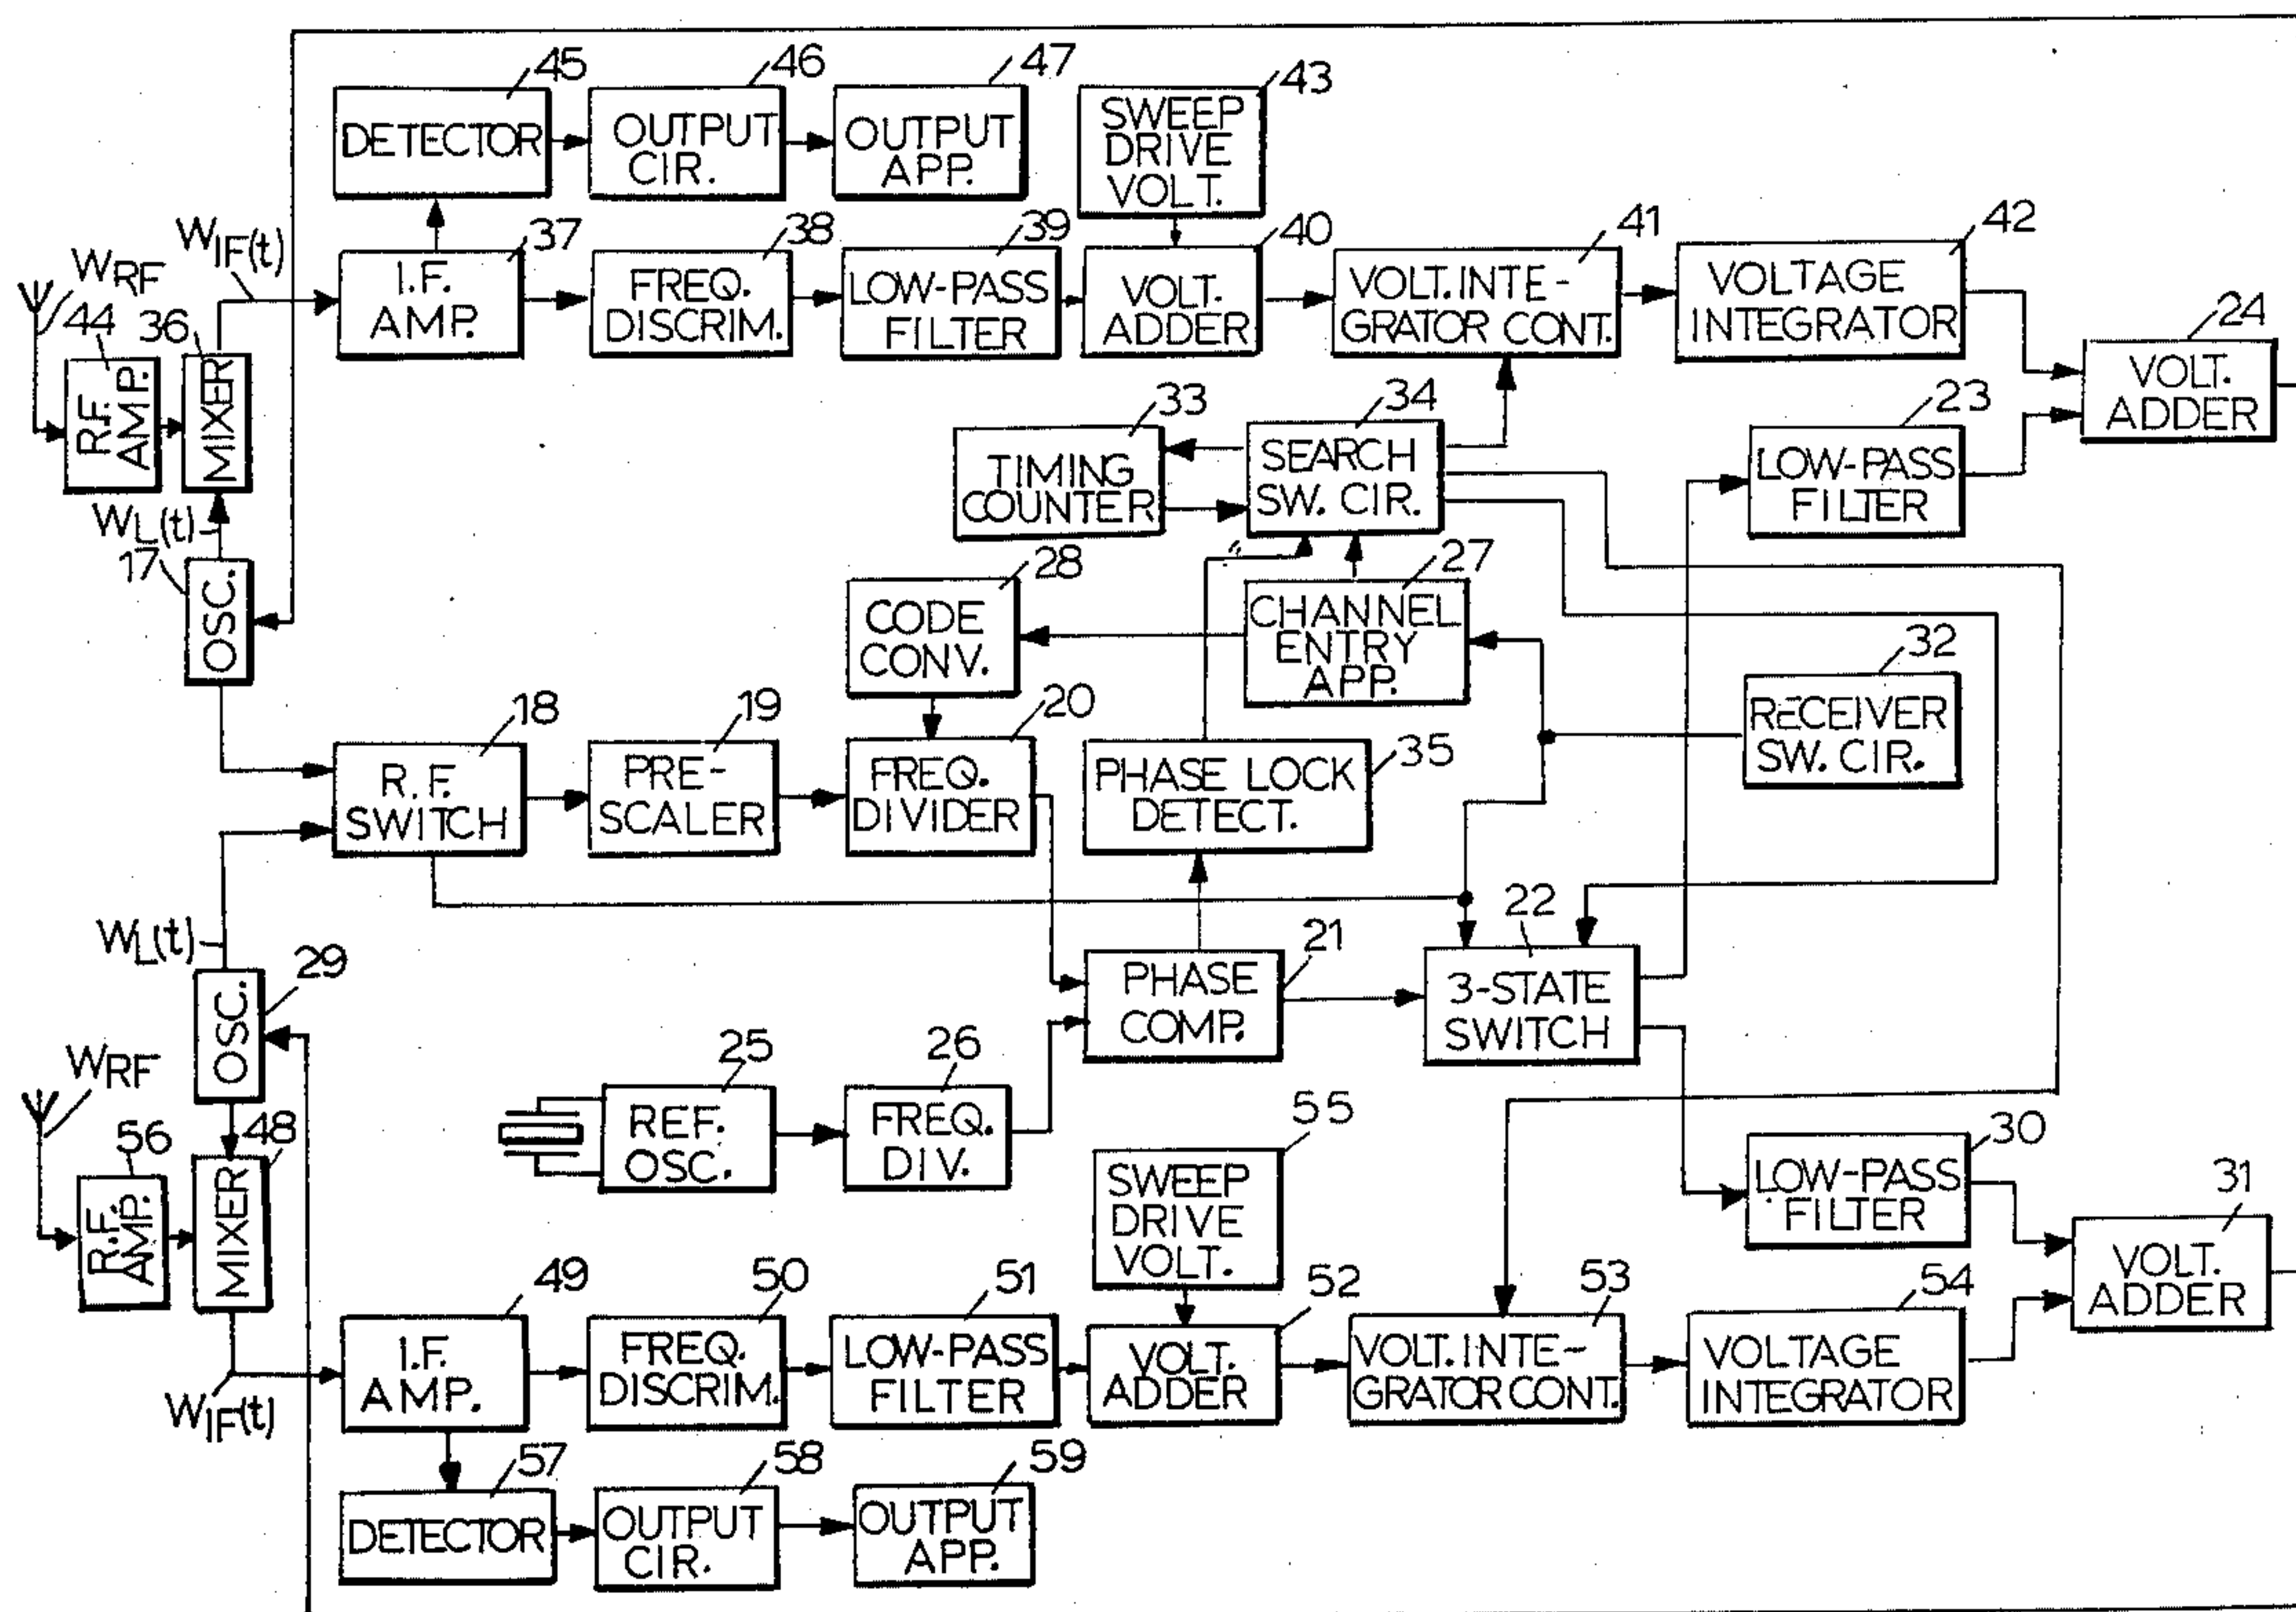 45
46
47
43
DETECTOR
OUTPUT
CIR.
OUTPUT
APP.
SWEEP
DRIVE
VOLT.
WIF(t)
WRF
37
38
39
40
41
42
I.F.
AMP.
FREQ.
DISCRIM.
LOW-PASS
FILTER
VOLT.
ADDER
VOLT. INTE-
GRATOR CONT.
VOLTAGE
INTEGRATOR
24
VOLT.
ADDER
44
36
R.F.
AMP.
MIXER
33
34
23
TIMING
COUNTER
SEARCH
SW. CIR.
LOW-PASS
FILTER
WL(t)
17
OSC.
28
27
CODE
CONV.
CHANNEL
ENTRY
APP.
32
RECEIVER
SW. CIR.
18
19
20
35
R.F.
SWITCH
PRE-
SCALER
FREQ.
DIVIDER
PHASE LOCK
DETECT.
WL(t)
29
OSC.
21
22
PHASE
COMP.
3-STATE
SWITCH
WRF
25
26
REF.
OSC.
FREQ.
DIV.
55
SWEEP
DRIVE
VOLT.
30
LOW-PASS
FILTER
31
VOLT.
ADDER
56
48
R.F.
AMP.
MIXER
49
50
51
52
53
54
I.F.
AMP.
FREQ.
DISCRIM.
LOW-PASS
FILTER
VOLT.
ADDER
VOLT. INTE-
GRATOR CONT.
VOLTAGE
INTEGRATOR
WIF(t)
57
58
59
DETECTOR
OUTPUT
CIR.
OUTPUT
APP.